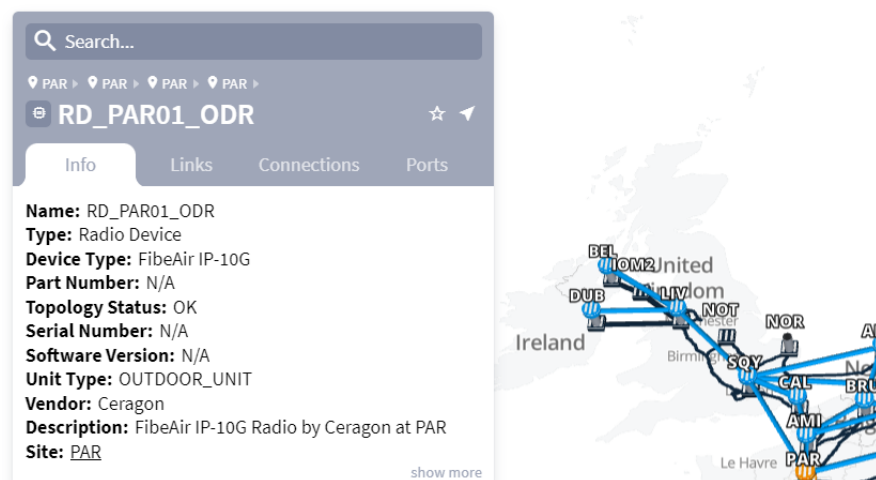 Search...
PAR PAR PAR PAR
RD_PAR01_ODR
Info Links Connections Ports
Name: RD_PAR01_ODR
Type: Radio Device
Device Type: FibeAir IP-10G
Part Number: N/A
Topology Status: OK
Serial Number: N/A
Software Version: N/A
Unit Type: OUTDOOR_UNIT
Vendor: Ceragon
Description: FibeAir IP-10G Radio by Ceragon at PAR
Site: PAR
show more
BEL
IOM2
United
DUB
LIV
NOT
NOR
Ireland
SQY
CAL
BRU
AMI
PAR
Le Havre